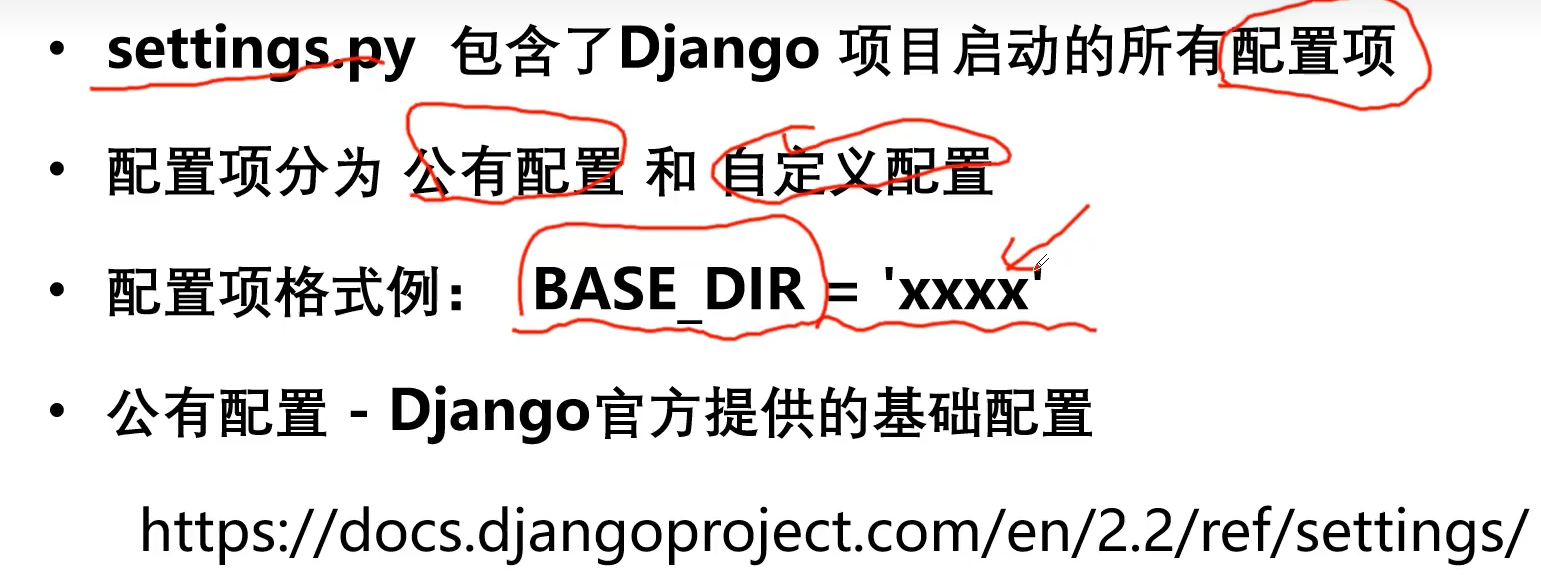 • settings.py 包含了Django 项目启动的所有配置项
• 配置项分为 公有配置 和 自定义配置
• 配置项格式例： BASE_DIR = 'xxxx'
• 公有配置 - Django官方提供的基础配置
https://docs.djangoproject.com/en/2.2/ref/settings/